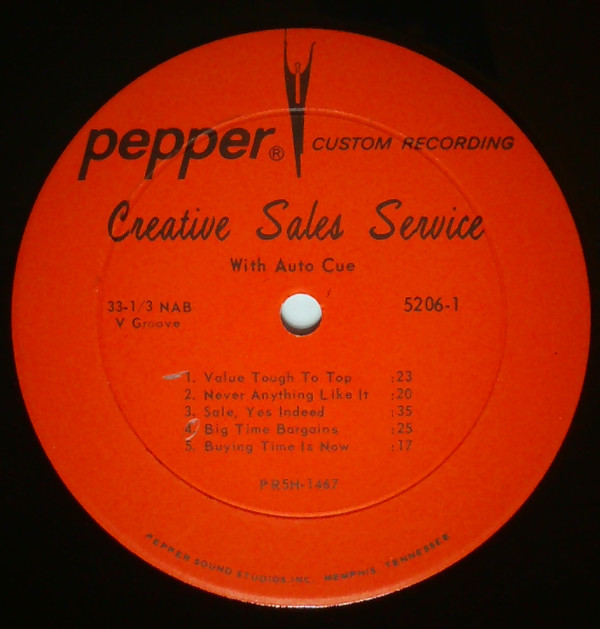 pepper® CUSTOM RECORDING
Creative Sales Service
With Auto Cue
33-1/3 NAB 5206-1
V Groove
1. Value Tough To Top :23
2. Never Anything Like It :20
3. Sale, Yes Indeed :35
4. Big Time Bargains :25
5. Buying Time Is Now :17
PR5H-1467
PEPPER SOUND STUDIOS INC., MEMPHIS, TENNESSEE